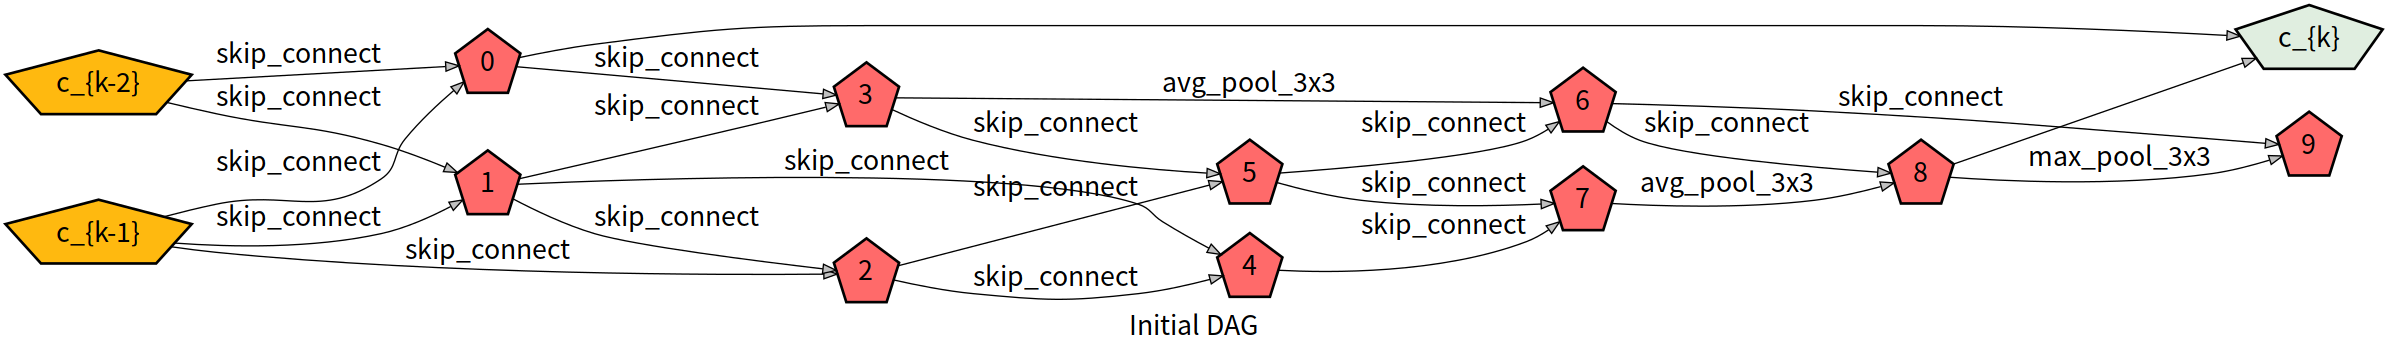 skip_connect
c_{k-2}
skip_connect
skip_connect
c_{k-1}
skip_connect
skip_connect
0
1
skip_connect
skip_connect
skip_connect
skip_connect
3
2
avg_pool_3x3
skip_connect
skip_connect
skip_connect
5
4
skip_connect
skip_connect
skip_connect
6
7
skip_connect
skip_connect
avg_pool_3x3
8
max_pool_3x3
c_{k}
9
Initial DAG